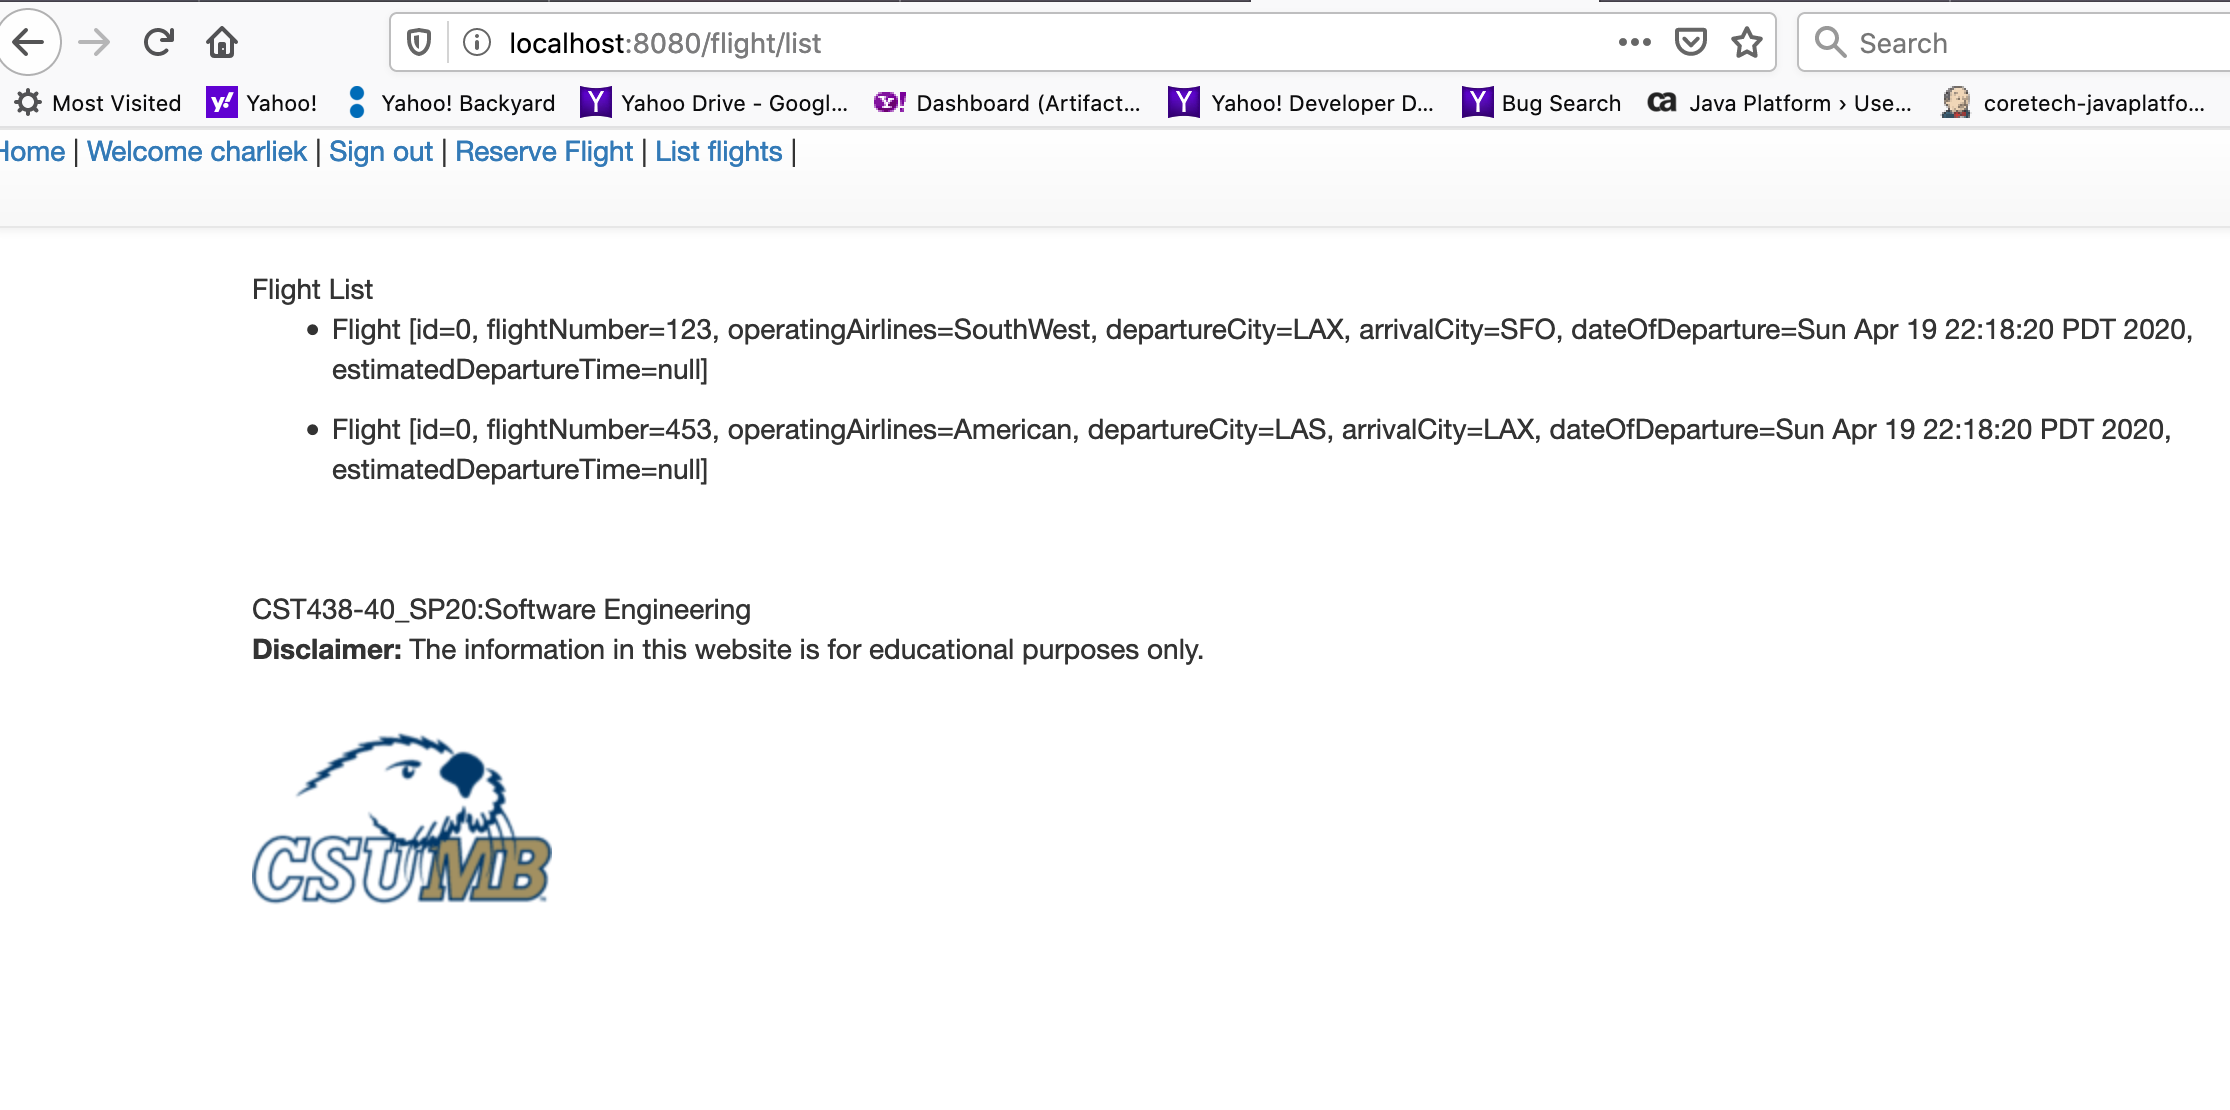 localhost:8080/flight/list
Search
Most Visited Yahoo! Yahoo! Backyard Yahoo Drive - Googl... Dashboard (Artifact... Yahoo! Developer D... Bug Search Java Platform › Use... coretech-javaplatfo...
Home | Welcome charliek | Sign out | Reserve Flight | List flights |
Flight List
• Flight [id=0, flightNumber=123, operatingAirlines=SouthWest, departureCity=LAX, arrivalCity=SFO, dateOfDeparture=Sun Apr 19 22:18:20 PDT 2020,
estimatedDepartureTime=null]
• Flight [id=0, flightNumber=453, operatingAirlines=American, departureCity=LAS, arrivalCity=LAX, dateOfDeparture=Sun Apr 19 22:18:20 PDT 2020,
estimatedDepartureTime=null]
CST438-40_SP20:Software Engineering
Disclaimer: The information in this website is for educational purposes only.
CSUMB